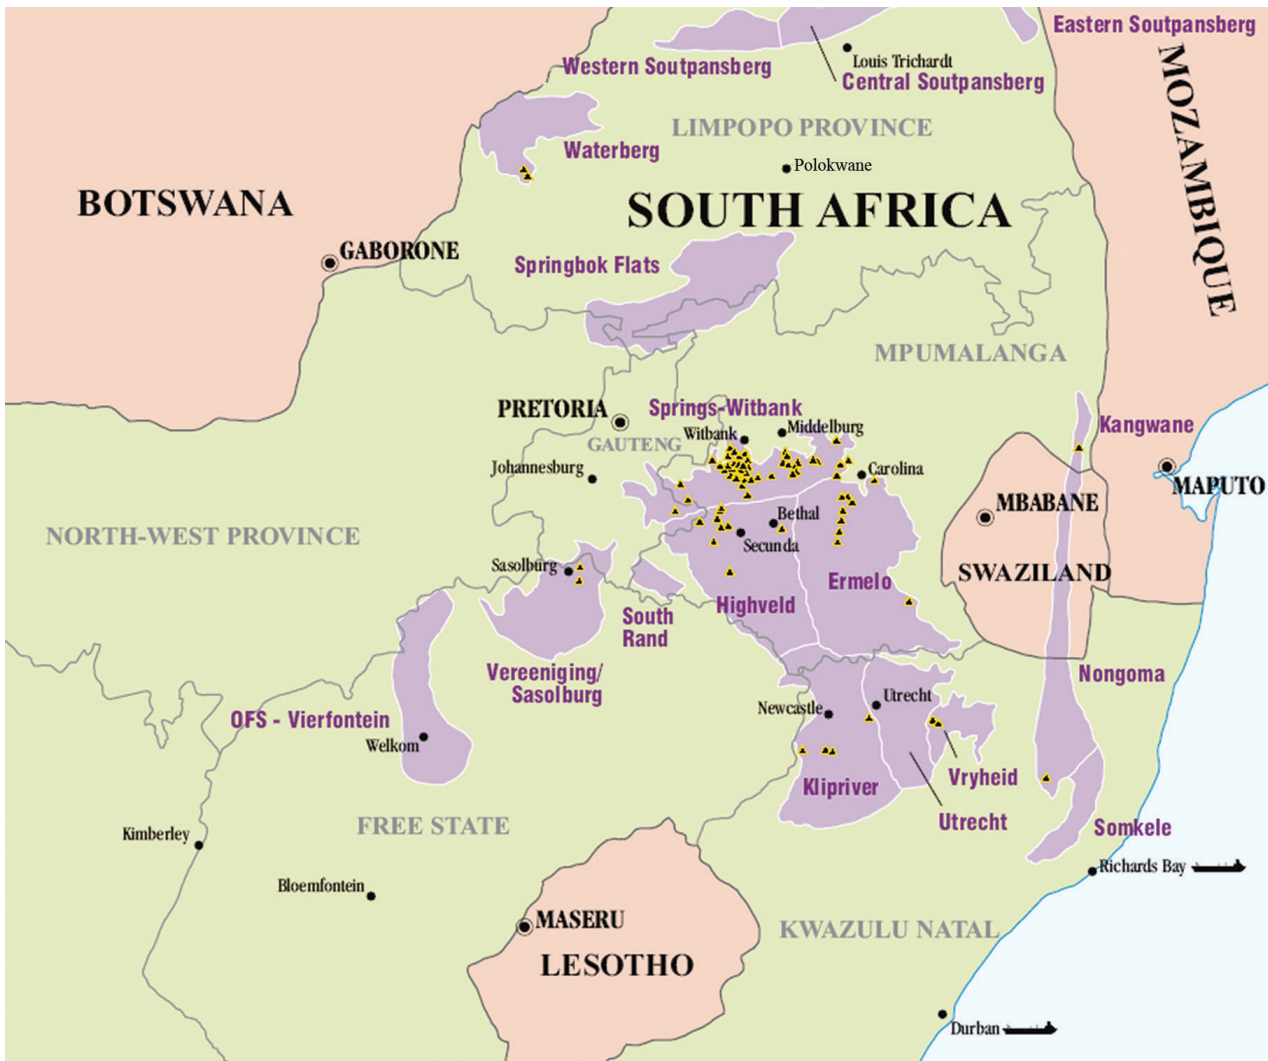 Eastern Soutpansberg
Western Soutpansberg
Louis Trichardt
Central Soutpansberg
MOZAMBIQUE
LIMPOPO PROVINCE
Waterberg
Polokwane
BOTSWANA
SOUTH AFRICA
GABORONE
Springbok Flats
MPUMALANGA
PRETORIA
Springs-Witbank
Kangwane
Witbank
Middelburg
GAUTENG
Johannesburg
Carolina
MAPUTO
MBABANE
Bethal
NORTH-WEST PROVINCE
Secunda
Sasolburg
SWAZILAND
Ermelo
Highveld
South
Rand
Vereeniging/
Sasolburg
Nongoma
Utrecht
Newcastle
OFS - Vierfontein
Welkom
Vryheid
Klipriver
Utrecht
FREE STATE
Somkele
Kimberley
Richards Bay
Bloemfontein
MASERU
KWAZULU NATAL
LESOTHO
Durban